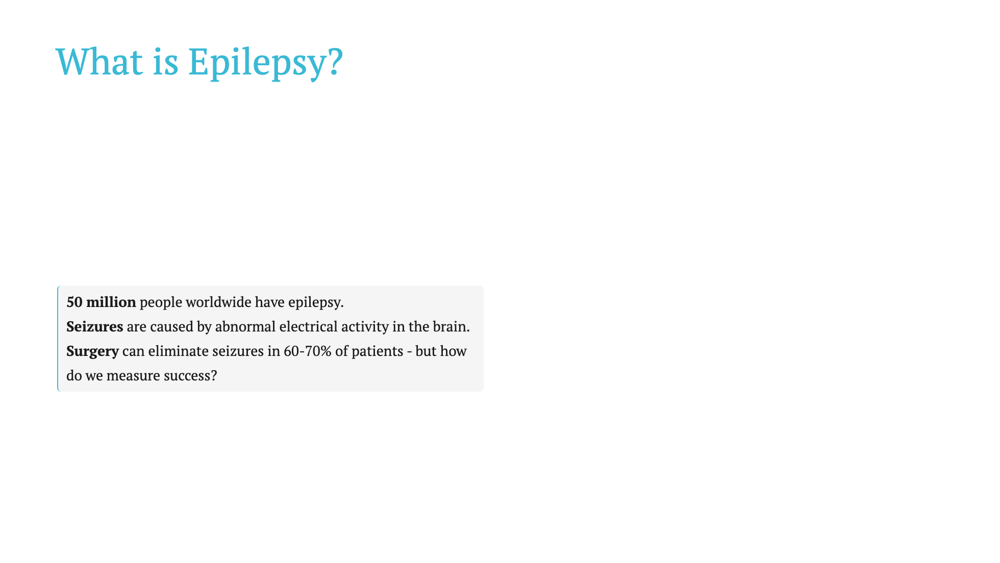 What is Epilepsy?
50 million people worldwide have epilepsy.
Seizures are caused by abnormal electrical activity in the brain.
Surgery can eliminate seizures in 60-70% of patients - but how
do we measure success?